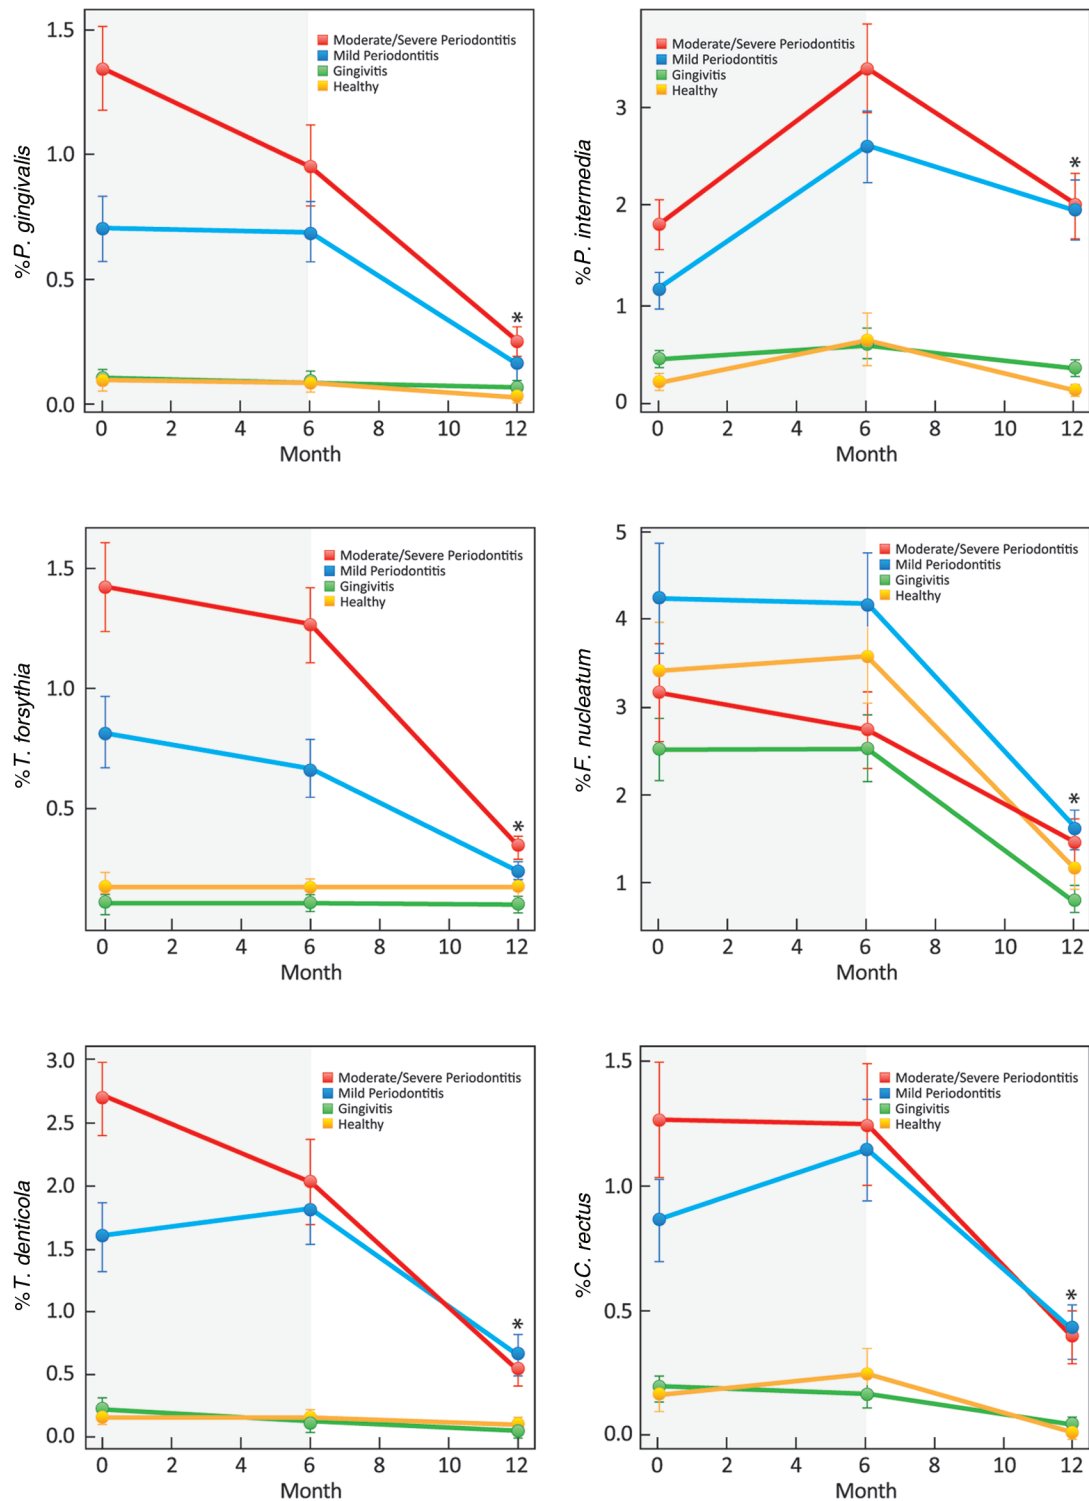 %P. gingivalis
1.5
1.0
0.5
0.0
Moderate/Severe Periodontitis
Mild Periodontitis
Gingivitis
Healthy
*
0 2 4 6 8 10 12
Month
%P. intermedia
3
2
1
0
Moderate/Severe Periodontitis
Mild Periodontitis
Gingivitis
Healthy
*
0 2 4 6 8 10 12
Month
%T. forsythia
1.5
1.0
0.5
Moderate/Severe Periodontitis
Mild Periodontitis
Gingivitis
Healthy
*
0 2 4 6 8 10 12
Month
%F. nucleatum
5
4
3
2
1
Moderate/Severe Periodontitis
Mild Periodontitis
Gingivitis
Healthy
*
0 2 4 6 8 10 12
Month
%T. denticola
3.0
2.5
2.0
1.5
1.0
0.5
0.0
Moderate/Severe Periodontitis
Mild Periodontitis
Gingivitis
Healthy
*
0 2 4 6 8 10 12
Month
%C. rectus
1.5
1.0
0.5
0.0
Moderate/Severe Periodontitis
Mild Periodontitis
Gingivitis
Healthy
*
0 2 4 6 8 10 12
Month